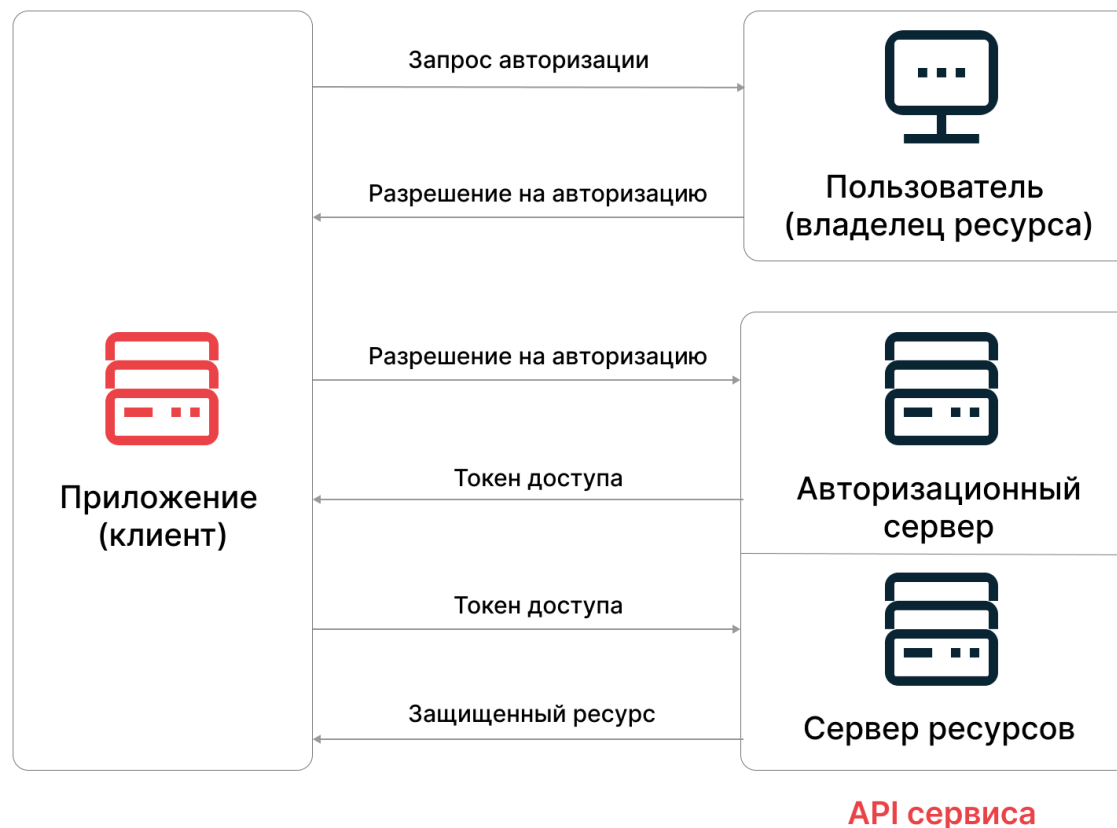 Запрос авторизации
Пользователь
(владелец ресурса)
Разрешение на авторизацию
Разрешение на авторизацию
Приложение
(клиент)
Токен доступа
Авторизационный
сервер
Токен доступа
Защищенный ресурс
Сервер ресурсов
API сервиса